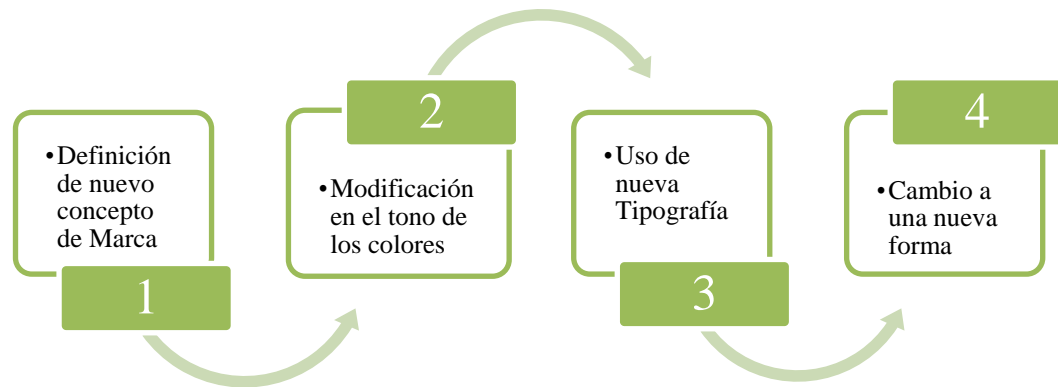 •Definición
de nuevo
concepto
de Marca
1
2
•Modificación
en el tono de
los colores
•Uso de
nueva
Tipografía
3
4
•Cambio a
una nueva
forma